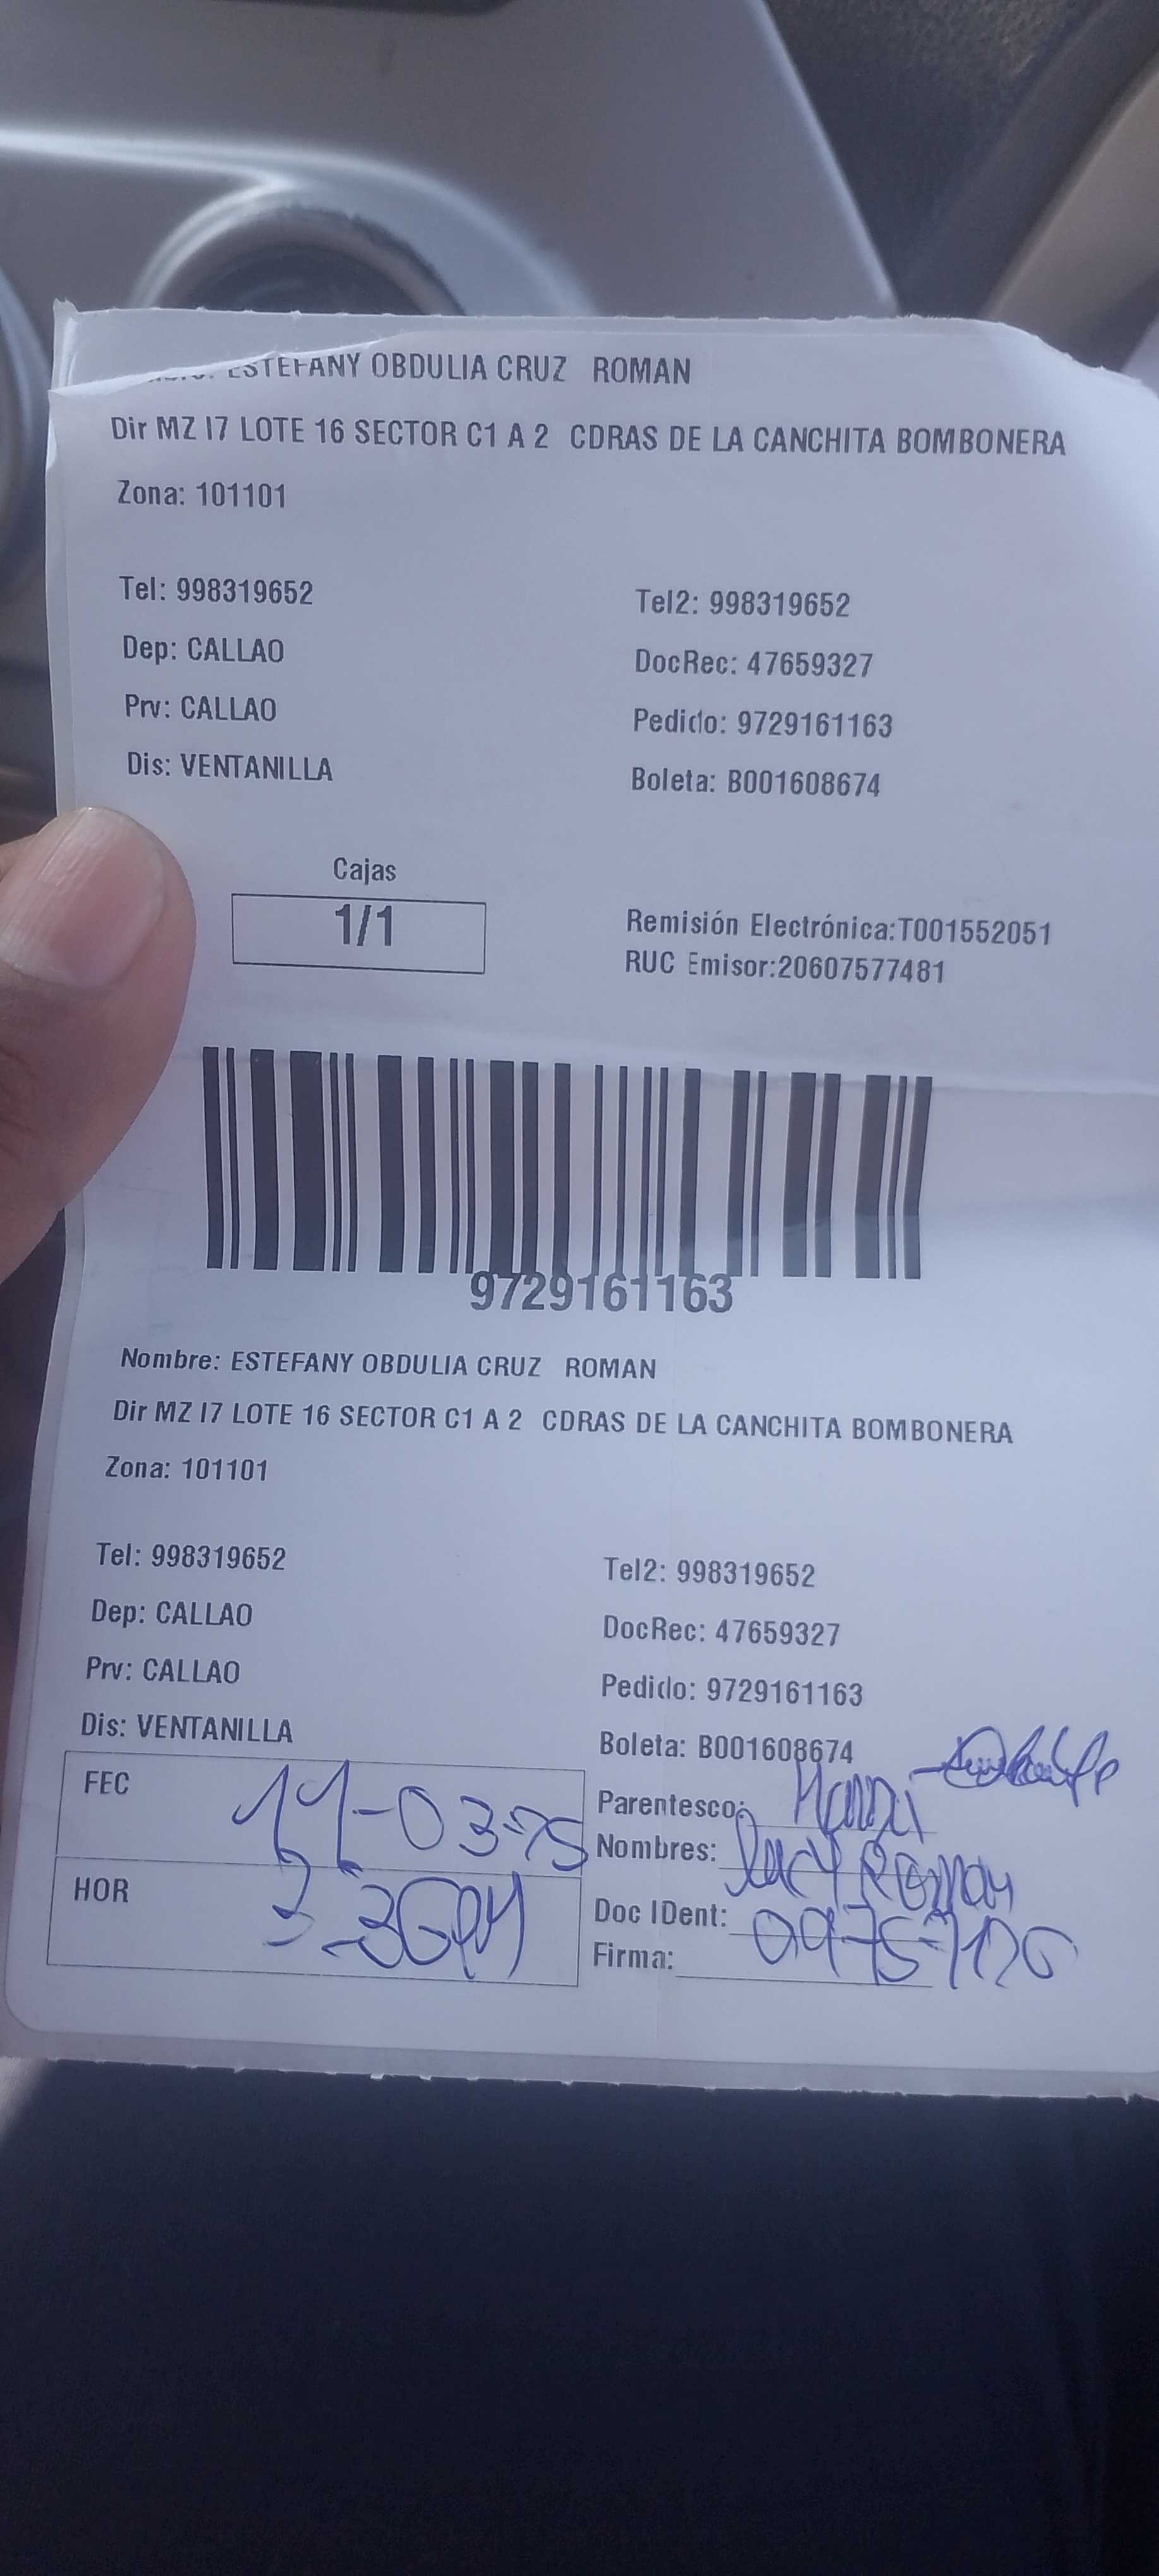 ESTEFANY OBDULIA CRUZ ROMAN
Dir MZ I7 LOTE 16 SECTOR C1 A 2 CDRAS DE LA CANCHITA BOMBONERA
Zona: 101101
Tel: 998319652 Tel2: 998319652
Dep: CALLAO DocRec: 47659327
Prv: CALLAO Pedido: 9729161163
Dis: VENTANILLA Boleta: B001608674
Cajas
1/1
Remisión Electrónica:T001552051
RUC Emisor:20607577481
9729161163
Nombre: ESTEFANY OBDULIA CRUZ ROMAN
Dir MZ I7 LOTE 16 SECTOR C1 A 2 CDRAS DE LA CANCHITA BOMBONERA
Zona: 101101
Tel: 998319652 Tel2: 998319652
Dep: CALLAO DocRec: 47659327
Prv: CALLAO Pedido: 9729161163
Dis: VENTANILLA Boleta: B001608674
FEC Parentesco:
Nombres: Roman
HOR Doc IDent:
Firma: